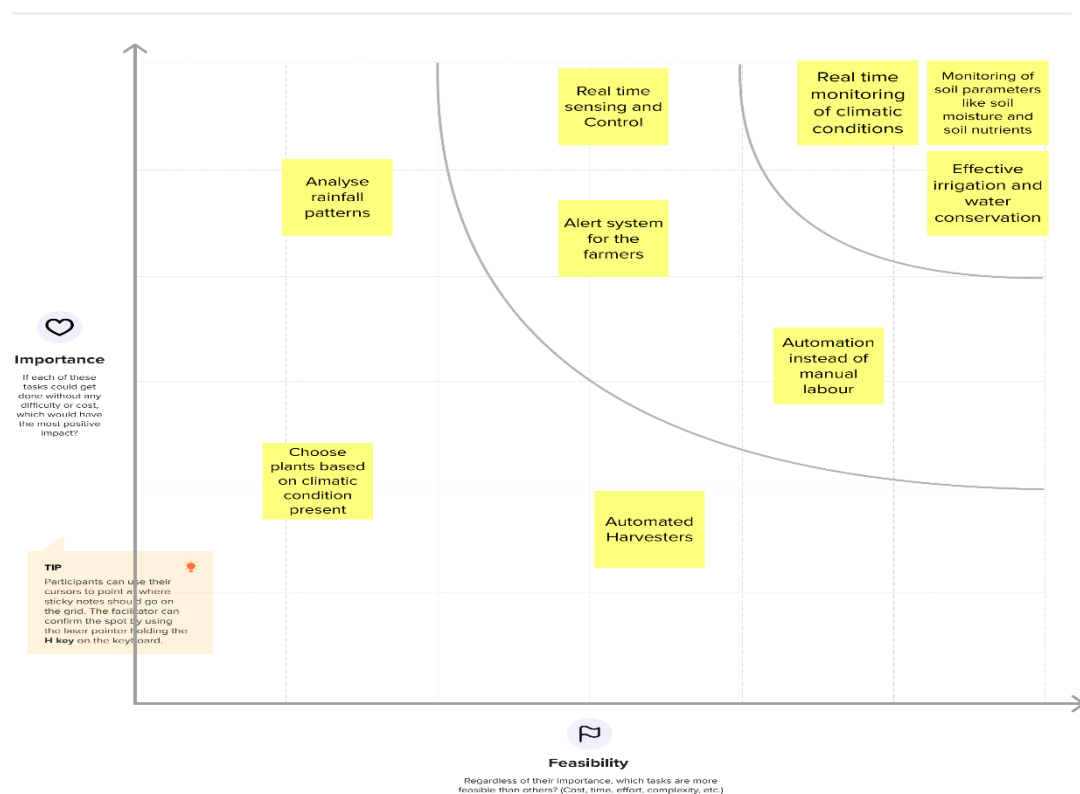 Real time
sensing and
Control
Real time
monitoring
of climatic
conditions
Monitoring of
soil parameters
like soil
moisture and
soil nutrients
Analyse
rainfall
patterns
Effective
irrigation and
water
conservation
Alert system
for the
farmers
Importance
If each of these
tasks could get
done without any
difficulty or cost,
which would have
the most positive
impact?
Automation
instead of
manual
labour
Choose
plants based
on climatic
condition
present
Automated
Harvesters
TIP
Participants can use their
cursors to point at where
sticky notes should go on
the grid. The facilitator can
confirm the spot by using
the laser pointer holding the
H key on the keyboard.
Feasibility
Regardless of their importance, which tasks are more
feasible than others? (Cost, time, effort, complexity, etc.)